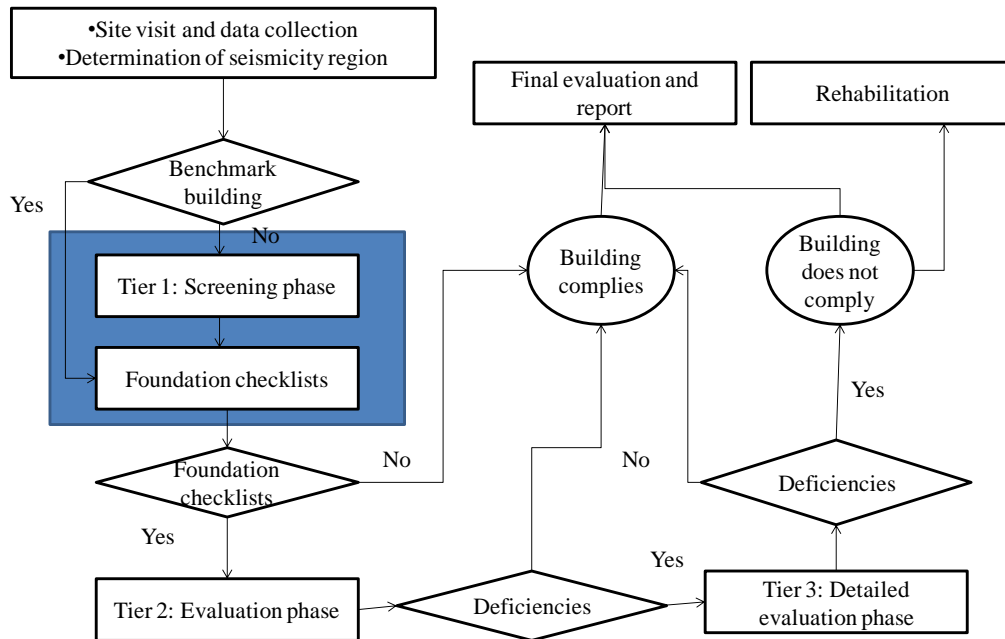 •Site visit and data collection
•Determination of seismicity region
Final evaluation and
report
Rehabilitation
Benchmark
building
Yes
No
Tier 1: Screening phase
Building
complies
Building
does not
comply
Foundation checklists
Yes
Foundation
checklists
No
No
Deficiencies
Yes
Yes
Tier 2: Evaluation phase
Deficiencies
Tier 3: Detailed
evaluation phase